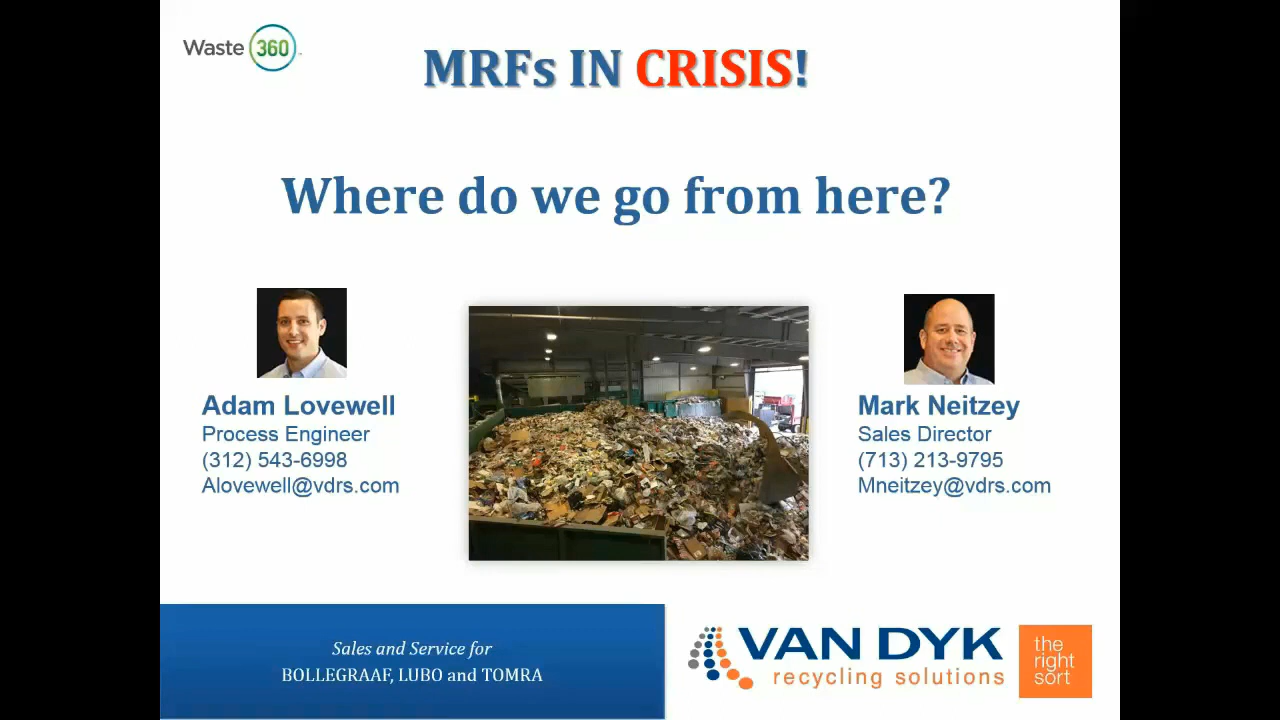 Waste 360
MRFs IN CRISIS!
Where do we go from here?
Adam Lovewell
Process Engineer
(312) 543-6998
Alovewell@vdrs.com
Mark Neitzey
Sales Director
(713) 213-9795
Mneitzey@vdrs.com
Sales and Service for
BOLLEGRAAF, LUBO and TOMRA
VAN DYK
recycling solutions
the
right
sort